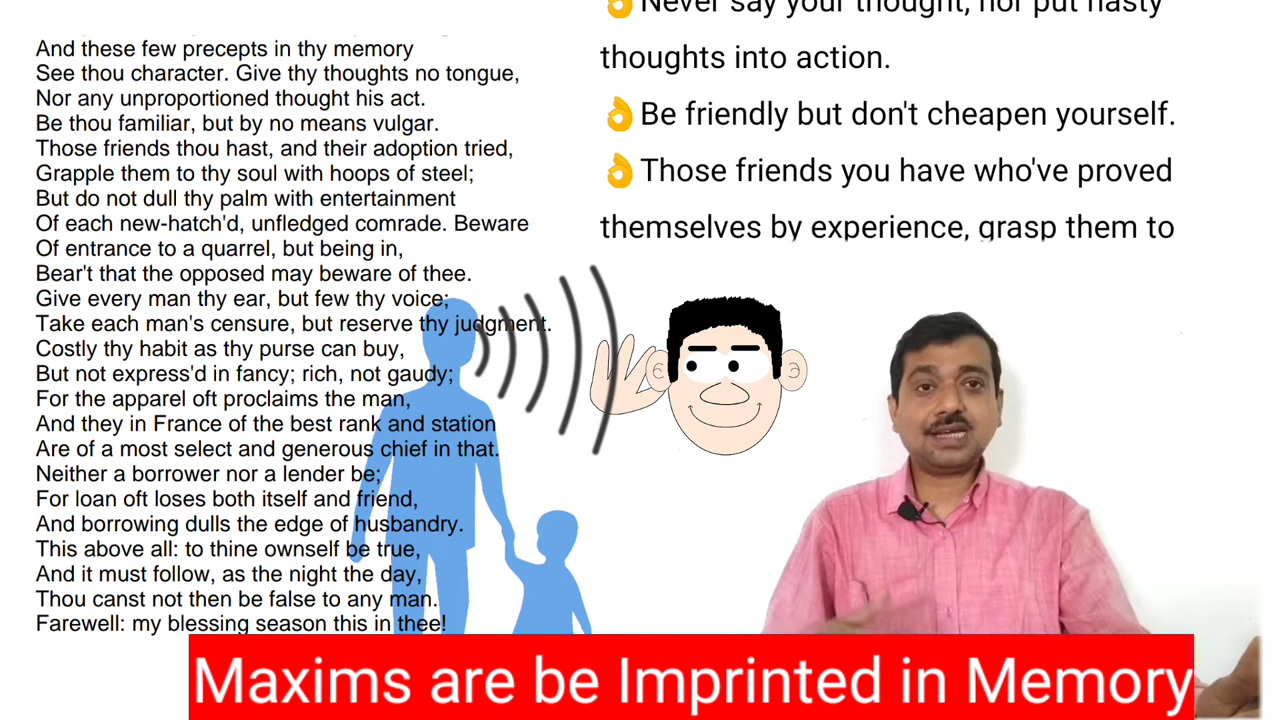 And these few precepts in thy memory
See thou character. Give thy thoughts no tongue,
Nor any unproportioned thought his act.
Be thou familiar, but by no means vulgar.
Those friends thou hast, and their adoption tried,
Grapple them to thy soul with hoops of steel;
But do not dull thy palm with entertainment
Of each new-hatch'd, unfledged comrade. Beware
Of entrance to a quarrel, but being in,
Bear't that the opposed may beware of thee.
Give every man thy ear, but few thy voice;
Take each man's censure, but reserve thy judgment.
Costly thy habit as thy purse can buy,
But not express'd in fancy; rich, not gaudy;
For the apparel oft proclaims the man,
And they in France of the best rank and station
Are of a most select and generous chief in that.
Neither a borrower nor a lender be;
For loan oft loses both itself and friend,
And borrowing dulls the edge of husbandry.
This above all: to thine ownself be true,
And it must follow, as the night the day,
Thou canst not then be false to any man.
Farewell: my blessing season this in thee!
👌Never say your thought, nor put nasty
thoughts into action.
👌Be friendly but don't cheapen yourself.
👌Those friends you have who've proved
themselves by experience, grasp them to
Maxims are be Imprinted in Memory